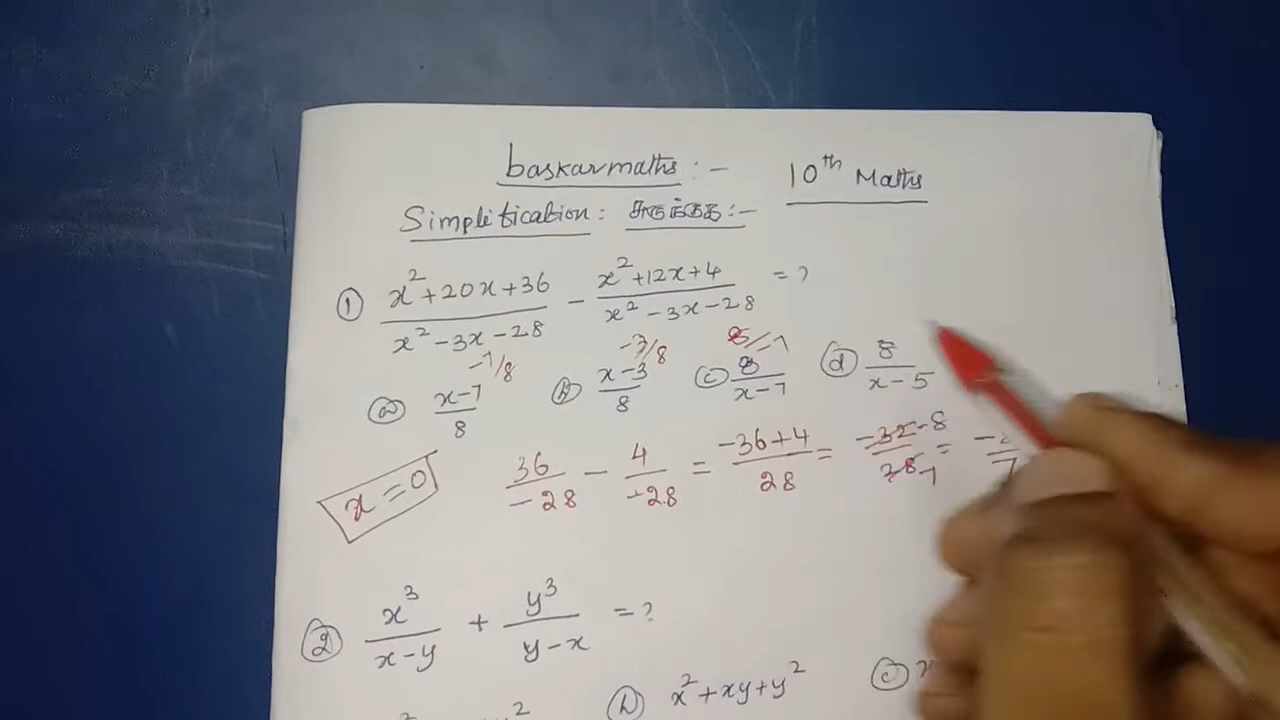 baskarmaths :-
10th Maths
Simplification : சுருக்குக :-
① (x²+20x+36)/(x²-3x-28) - (x²+12x+4)/(x²-3x-28) = ?
-7/8 -3/8 8/-7
ⓐ (x-7)/8 ⓑ (x-3)/8 ⓒ 8/(x-7) ⓓ 8/(x-5)
x=0 36/-28 - 4/-28 = (-36+4)/28 = -32-8/28 7 =
② x³/(x-y) + y³/(y-x) = ?
ⓑ x²+xy+y² ⓒ